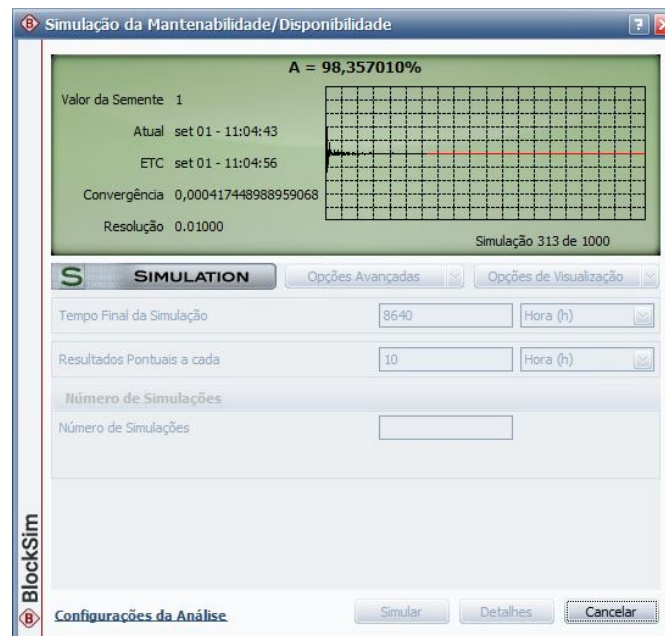 Simulação da Mantenabilidade/Disponibilidade
A = 98,357010%
Valor da Semente 1
Atual set 01 - 11:04:43
ETC set 01 - 11:04:56
Convergência 0,000417448988959068
Resolução 0.01000
Simulação 313 de 1000
S SIMULATION Opções Avançadas Opções de Visualização
Tempo Final da Simulação 8640 Hora (h)
Resultados Pontuais a cada 10 Hora (h)
Número de Simulações
Número de Simulações
BlockSim
Configurações da Análise Simular Detalhes Cancelar